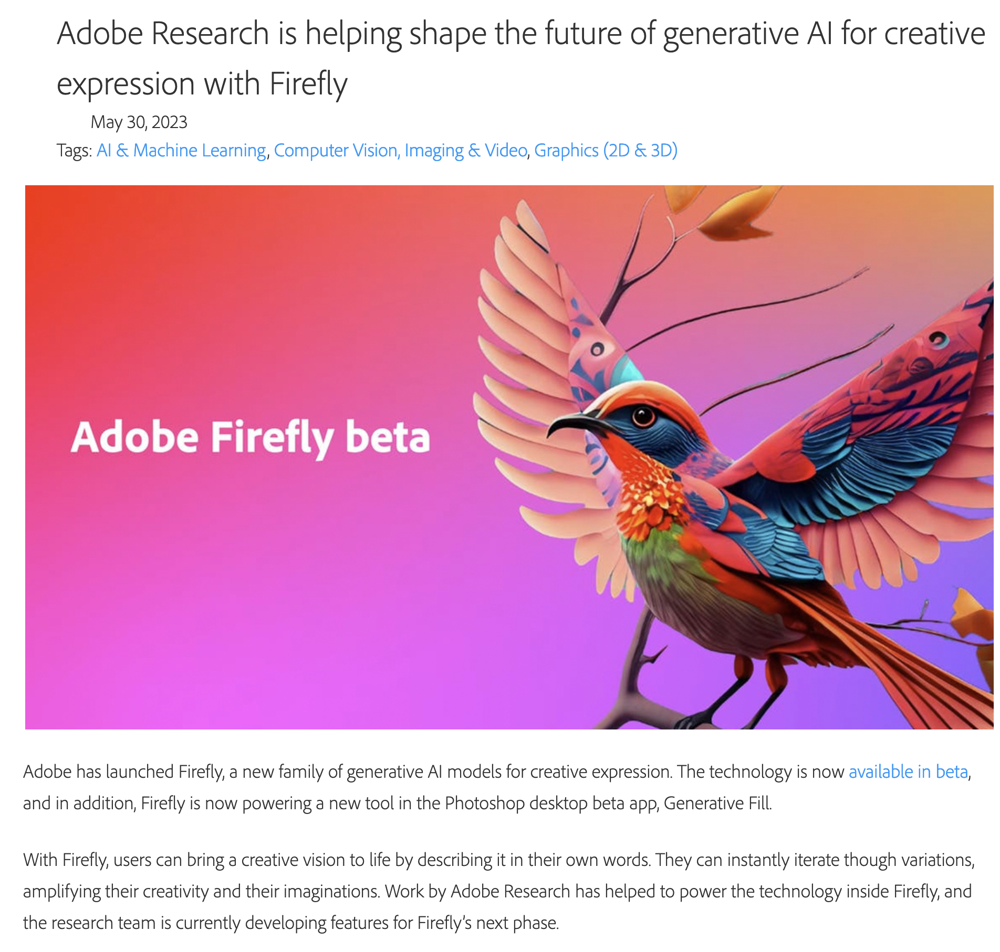 Adobe Research is helping shape the future of generative AI for creative
expression with Firefly
May 30, 2023
Tags: AI & Machine Learning, Computer Vision, Imaging & Video, Graphics (2D & 3D)
Adobe Firefly beta
Adobe has launched Firefly, a new family of generative AI models for creative expression. The technology is now available in beta,
and in addition, Firefly is now powering a new tool in the Photoshop desktop beta app, Generative Fill.
With Firefly, users can bring a creative vision to life by describing it in their own words. They can instantly iterate though variations,
amplifying their creativity and their imaginations. Work by Adobe Research has helped to power the technology inside Firefly, and
the research team is currently developing features for Firefly’s next phase.